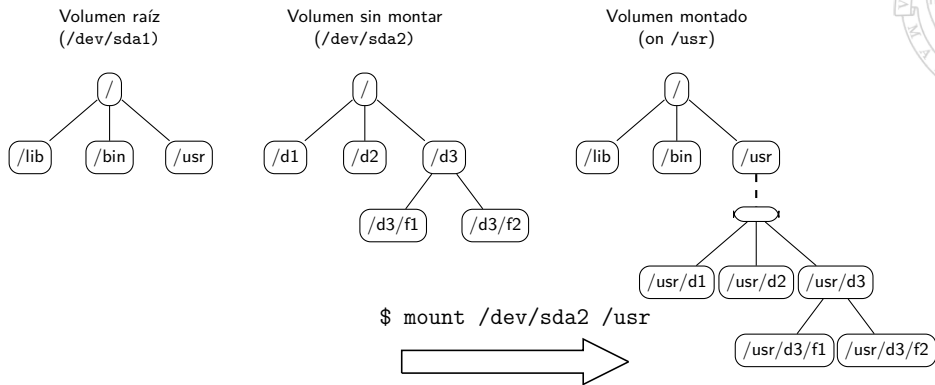 Volumen raíz
(/dev/sda1)
Volumen sin montar
(/dev/sda2)
Volumen montado
(on /usr)
/
/lib
/bin
/usr
/
/d1
/d2
/d3
/d3/f1
/d3/f2
/
/lib
/bin
/usr
/usr/d1
/usr/d2
/usr/d3
/usr/d3/f1
/usr/d3/f2
$ mount /dev/sda2 /usr